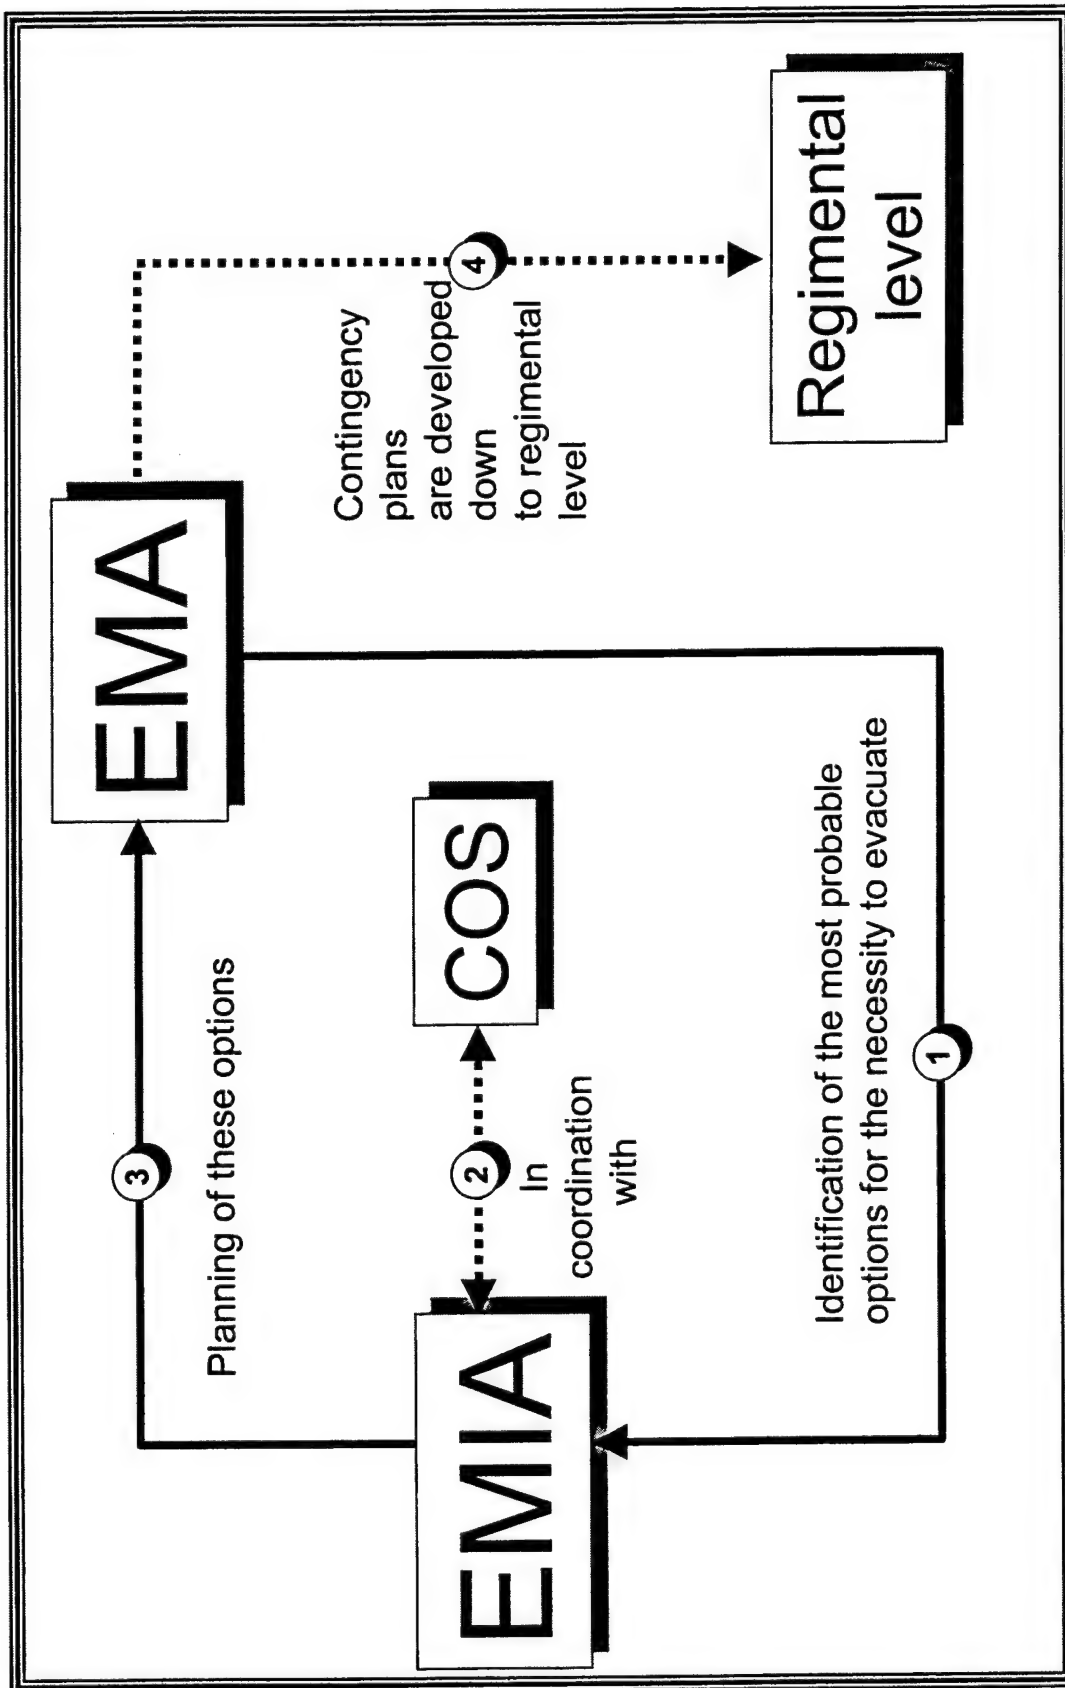 EMA
3
Planning of these options
4
Contingency
plans
are developed
down
to regimental
level
EMIA
2
In
coordination
with
COS
Regimental
level
Identification of the most probable
options for the necessity to evacuate
1